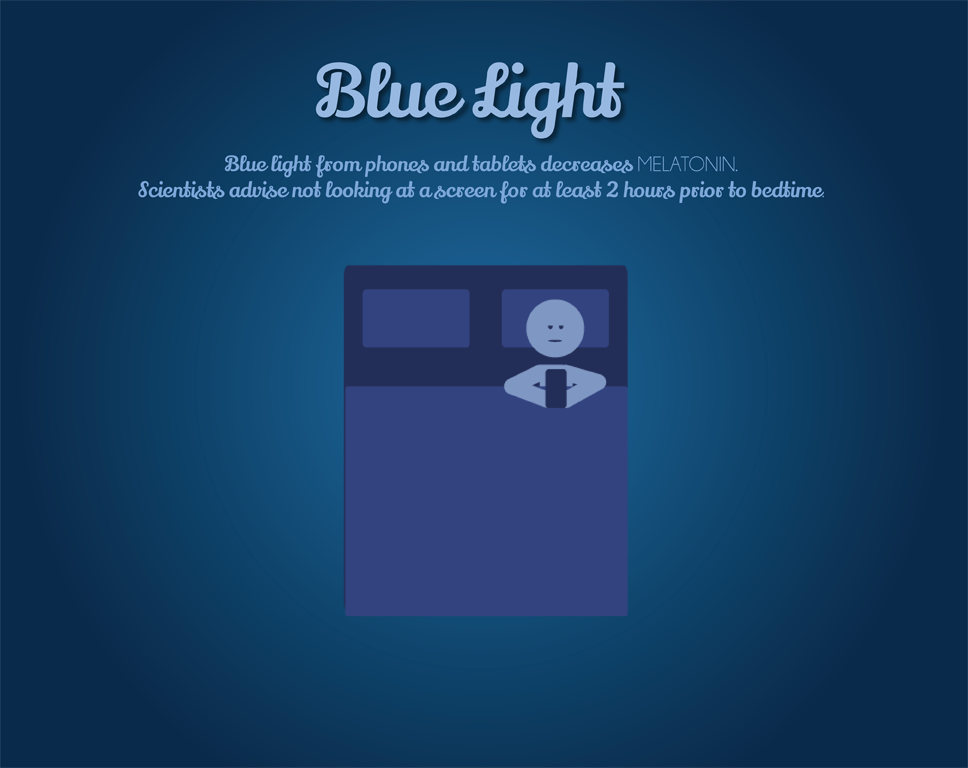 Blue Light
Blue light from phones and tablets decreases MELATONIN.
Scientists advise not looking at a screen for at least 2 hours prior to bedtime.